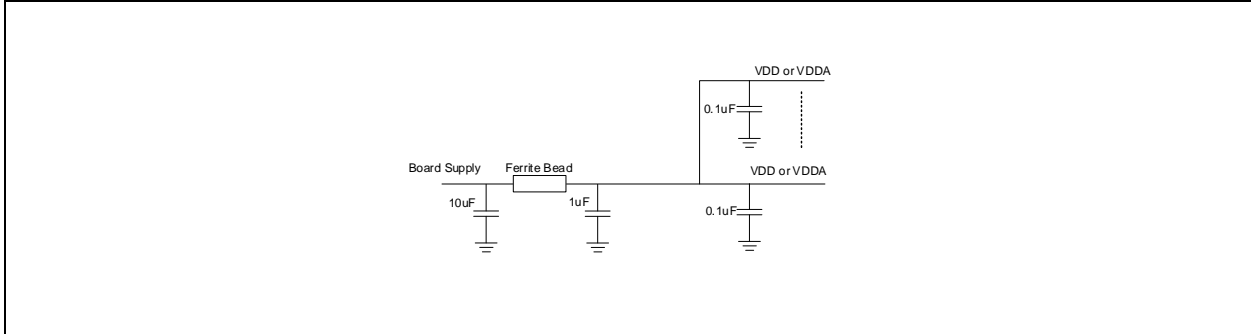 VDD or VDDA
0.1uF
Board Supply
Ferrite Bead
VDD or VDDA
10uF
1uF
0.1uF